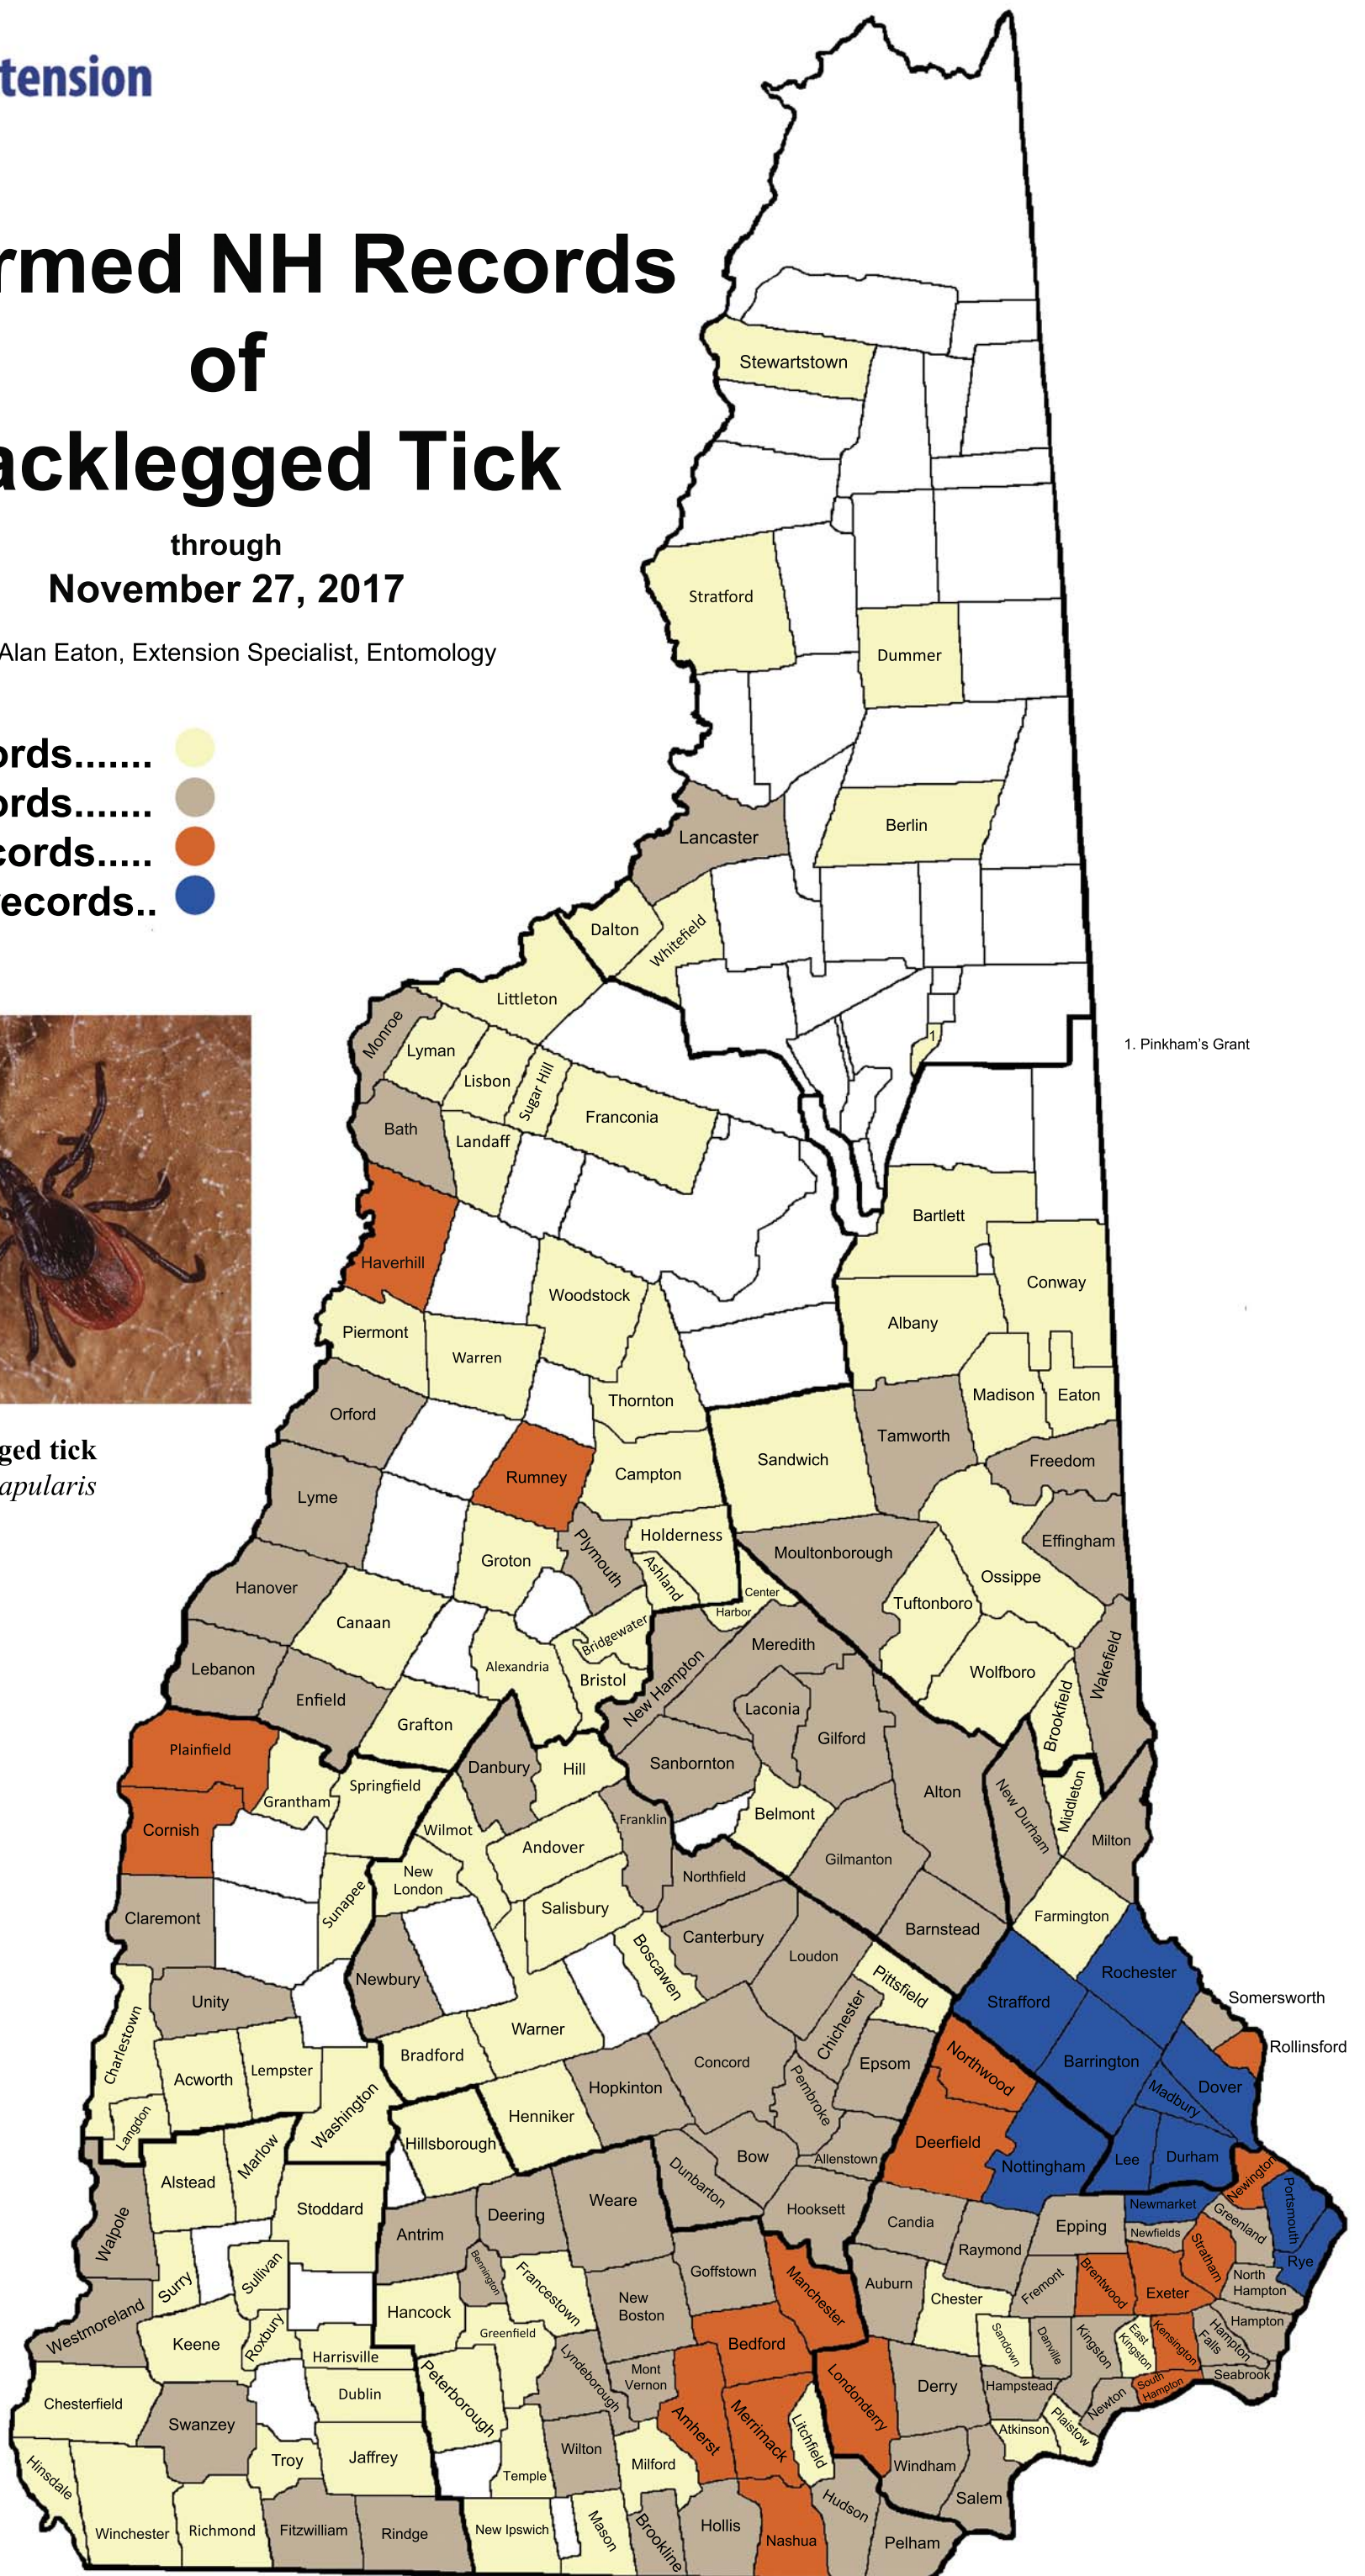 tension
rmed NH Records
of
acklegged Tick
through
November 27, 2017
Alan Eaton, Extension Specialist, Entomology
ords.......
ords.......
cords.....
ecords..
ged tick
apularis
Stewartstown
Stratford
Dummer
Lancaster
Berlin
Dalton
Whitefield
Littleton
Monroe
Lyman
Lisbon
Sugar Hill
Franconia
1
1. Pinkham's Grant
Bath
Landaff
Haverhill
Bartlett
Conway
Woodstock
Piermont
Warren
Albany
Orford
Thornton
Madison
Eaton
Tamworth
Freedom
Sandwich
Rumney
Campton
Lyme
Holderness
Plymouth
Ashland
Groton
Moultonborough
Effingham
Ossippe
Hanover
Center
Harbor
Tuftonboro
Canaan
Bridgewater
Meredith
Lebanon
Alexandria
Bristol
New Hampton
Wolfboro
Wakefield
Brookfield
Enfield
Grafton
Laconia
Gilford
Plainfield
Danbury
Hill
Sanbornton
Alton
New Durham
Middleton
Springfield
Grantham
Belmont
Milton
Cornish
Wilmot
Andover
Franklin
Gilmanton
New
London
Northfield
Sunapee
Claremont
Salisbury
Canterbury
Barnstead
Farmington
Loudon
Boscawen
Newbury
Pittsfield
Strafford
Rochester
Unity
Somersworth
Charlestown
Warner
Chichester
Rollinsford
Bradford
Concord
Epsom
Northwood
Barrington
Acworth
Lempster
Hopkinton
Pembroke
Madbury
Dover
Langdon
Washington
Henniker
Hillsborough
Bow
Allenstown
Deerfield
Nottingham
Lee
Durham
Alstead
Marlow
Dunbarton
Newington
Stoddard
Weare
Hooksett
Newmarket
Greenland
Portsmouth
Walpole
Deering
Antrim
Candia
Epping
Newfields
Raymond
Stratham
Rye
Surry
Sullivan
Bennington
Francestown
Goffstown
Manchester
Auburn
Chester
Fremont
Brentwood
Exeter
North
Hampton
Hancock
New
Boston
Westmoreland
Keene
Roxbury
Greenfield
Bedford
Sandown
Danville
Kingston
East
Kingston
Kensington
Hampton
Falls
Hampton
Harrisville
Lyndeborough
Mont
Vernon
Peterborough
Seabrook
Chesterfield
Dublin
Londonderry
Derry
Hampstead
South
Hampton
Newton
Swanzey
Amherst
Merrimack
Litchfield
Atkinson
Plaistow
Troy
Jaffrey
Wilton
Milford
Windham
Hinsdale
Temple
Salem
Winchester
Richmond
Fitzwilliam
Rindge
New Ipswich
Mason
Brookline
Hollis
Nashua
Hudson
Pelham